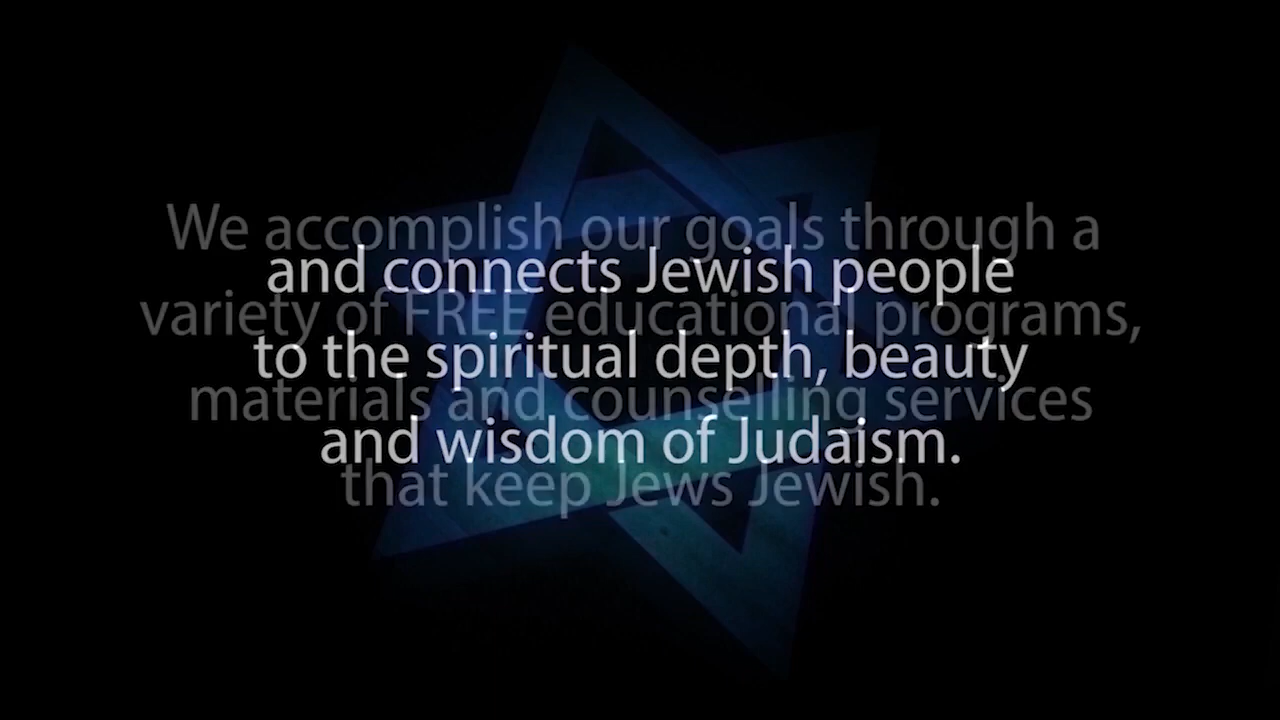 We accomplish our goals through a
and connects Jewish people
variety of FREE educational programs,
to the spiritual depth, beauty
materials and counselling services
and wisdom of Judaism.
that keep Jews Jewish.